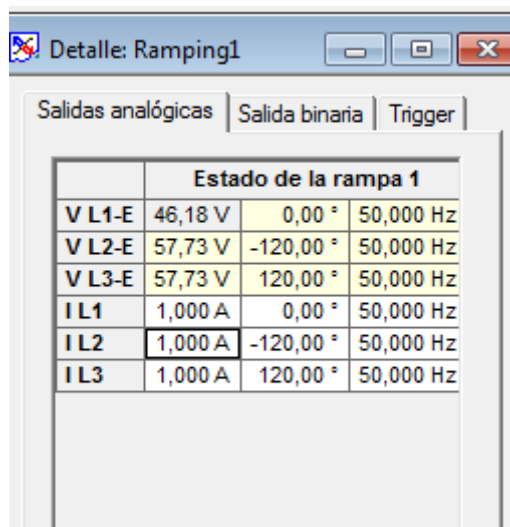 Detalle: Ramping1
Salidas analógicas Salida binaria Trigger
Estado de la rampa 1
V L1-E 46,18 V 0,00 ° 50,000 Hz
V L2-E 57,73 V -120,00 ° 50,000 Hz
V L3-E 57,73 V 120,00 ° 50,000 Hz
I L1 1,000 A 0,00 ° 50,000 Hz
I L2 1,000 A -120,00 ° 50,000 Hz
I L3 1,000 A 120,00 ° 50,000 Hz